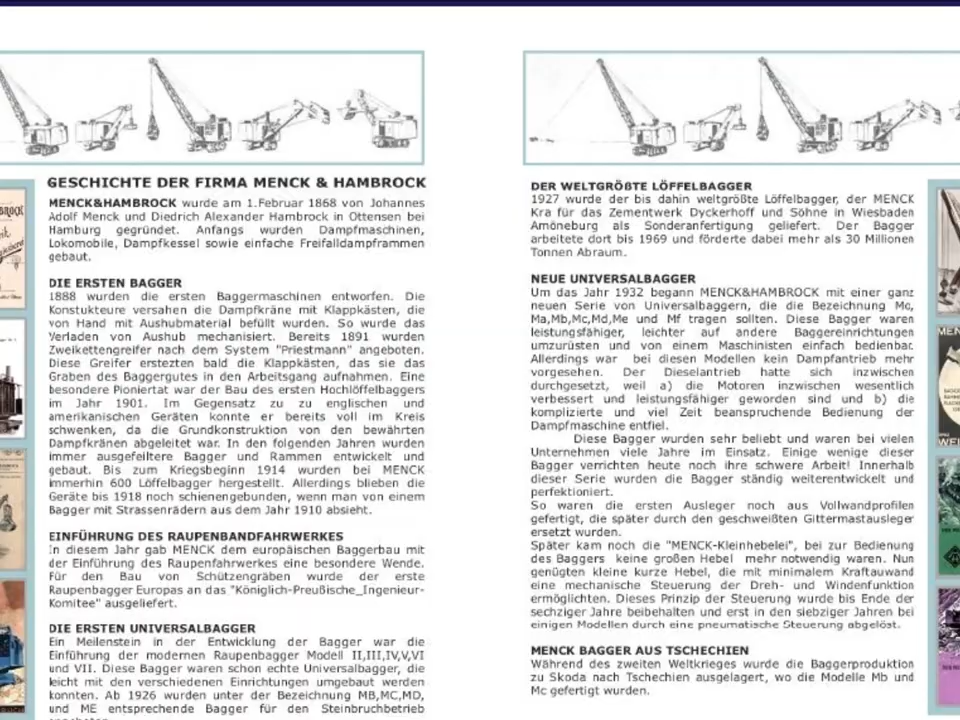 GESCHICHTE DER FIRMA MENCK & HAMBROCK
MENCK&HAMBROCK wurde am 1.Februar 1868 von Johannes
Adolf Menck und Diedrich Alexander Hambrock in Ottensen bei
Hamburg gegründet. Anfangs wurden Dampfmaschinen,
Lokomobile, Dampfkessel sowie einfache Freifalldampframmen
gebaut.
DIE ERSTEN BAGGER
1888 wurden die ersten Baggermaschinen entworfen. Die
Konstukteure versahen die Dampfkräne mit Klappkästen, die
von Hand mit Aushubmaterial befüllt wurden. So wurde das
Verladen von Aushub mechanisiert. Bereits 1891 wurden
Zweikettengreifer nach dem System "Priestmann" angeboten.
Diese Greifer erstezten bald die Klappkästen, das sie das
Graben des Baggergutes in den Arbeitsgang aufnahmen. Eine
besondere Pioniertat war der Bau des ersten Hochlöffelbaggers
im Jahr 1901. Im Gegensatz zu zu englischen und
amerikanischen Geräten konnte er bereits voll im Kreis
schwenken, da die Grundkonstruktion von den bewährten
Dampfkränen abgeleitet war. In den folgenden Jahren wurden
immer ausgefeiltere Bagger und Rammen entwickelt und
gebaut. Bis zum Kriegsbeginn 1914 wurden bei MENCK
immerhin 600 Löffelbagger hergestellt. Allerdings blieben die
Geräte bis 1918 noch schienengebunden, wenn man von einem
Bagger mit Strassenrädern aus dem Jahr 1910 absieht.
EINFÜHRUNG DES RAUPENBANDFAHRWERKES
In diesem Jahr gab MENCK dem europäischen Baggerbau mit
der Einführung des Raupenfahrwerkes eine besondere Wende.
Für den Bau von Schützengräben wurde der erste
Raupenbagger Europas an das "Königlich-Preußische_Ingenieur-
Komitee" ausgeliefert.
DIE ERSTEN UNIVERSALBAGGER
Ein Meilenstein in der Entwicklung der Bagger war die
Einführung der modernen Raupenbagger Modell II,III,IV,V,VI
und VII. Diese Bagger waren schon echte Universalbagger, die
leicht mit den verschiedenen Einrichtungen umgebaut werden
konnten. Ab 1926 wurden unter der Bezeichnung MB,MC,MD,
und ME entsprechende Bagger für den Steinbruchbetrieb
DER WELTGRÖßTE LÖFFELBAGGER
1927 wurde der bis dahin weltgrößte Löffelbagger, der MENCK
Kra für das Zementwerk Dyckerhoff und Söhne in Wiesbaden
Amöneburg als Sonderanfertigung geliefert. Der Bagger
arbeitete dort bis 1969 und förderte dabei mehr als 30 Millionen
Tonnen Abraum.
NEUE UNIVERSALBAGGER
Um das Jahr 1932 begann MENCK&HAMBROCK mit einer ganz
neuen Serie von Universalbaggern, die die Bezeichnung Mc,
Ma,Mb,Mc,Md,Me und Mf tragen sollten. Diese Bagger waren
leistungsfähiger, leichter auf andere Baggereinrichtungen
umzurüsten und von einem Maschinisten einfach bedienbar.
Allerdings war bei diesen Modellen kein Dampfantrieb mehr
vorgesehen. Der Dieselantrieb hatte sich inzwischen
durchgesetzt, weil a) die Motoren inzwischen wesentlich
verbessert und leistungsfähiger geworden sind und b) die
komplizierte und viel Zeit beanspruchende Bedienung der
Dampfmaschine entfiel.
Diese Bagger wurden sehr beliebt und waren bei vielen
Unternehmen viele Jahre im Einsatz. Einige wenige dieser
Bagger verrichten heute noch ihre schwere Arbeit! Innerhalb
dieser Serie wurden die Bagger ständig weiterentwickelt und
perfektioniert.
So waren die ersten Ausleger noch aus Vollwandprofilen
gefertigt, die später durch den geschweißten Gittermastausleger
ersetzt wurden.
Später kam noch die "MENCK-Kleinhebelei", bei zur Bedienung
des Baggers keine großen Hebel mehr notwendig waren. Nun
genügten kleine kurze Hebel, die mit minimalem Kraftauwand
eine mechanische Steuerung der Dreh- und Windenfunktion
ermöglichten. Dieses Prinzip der Steuerung wurde bis Ende der
sechziger Jahre beibehalten und erst in den siebziger Jahren bei
einigen Modellen durch eine pneumatische Steuerung abgelöst.
MENCK BAGGER AUS TSCHECHIEN
Während des zweiten Weltkrieges wurde die Baggerproduktion
zu Skoda nach Tschechien ausgelagert, wo die Modelle Mb und
Mc gefertigt wurden.